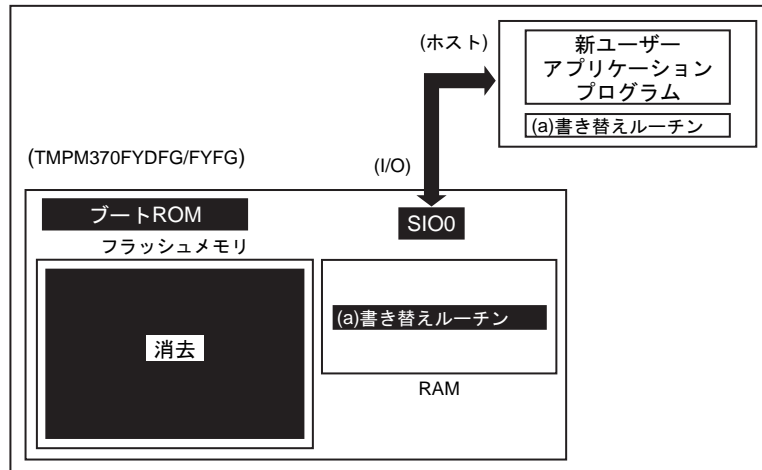 (ホスト)
新ユーザー
アプリケーション
プログラム
(a)書き替えルーチン
(TMPM370FYDFG/FYFG)
(I/O)
ブートROM
SIO0
フラッシュメモリ
消去
(a)書き替えルーチン
RAM